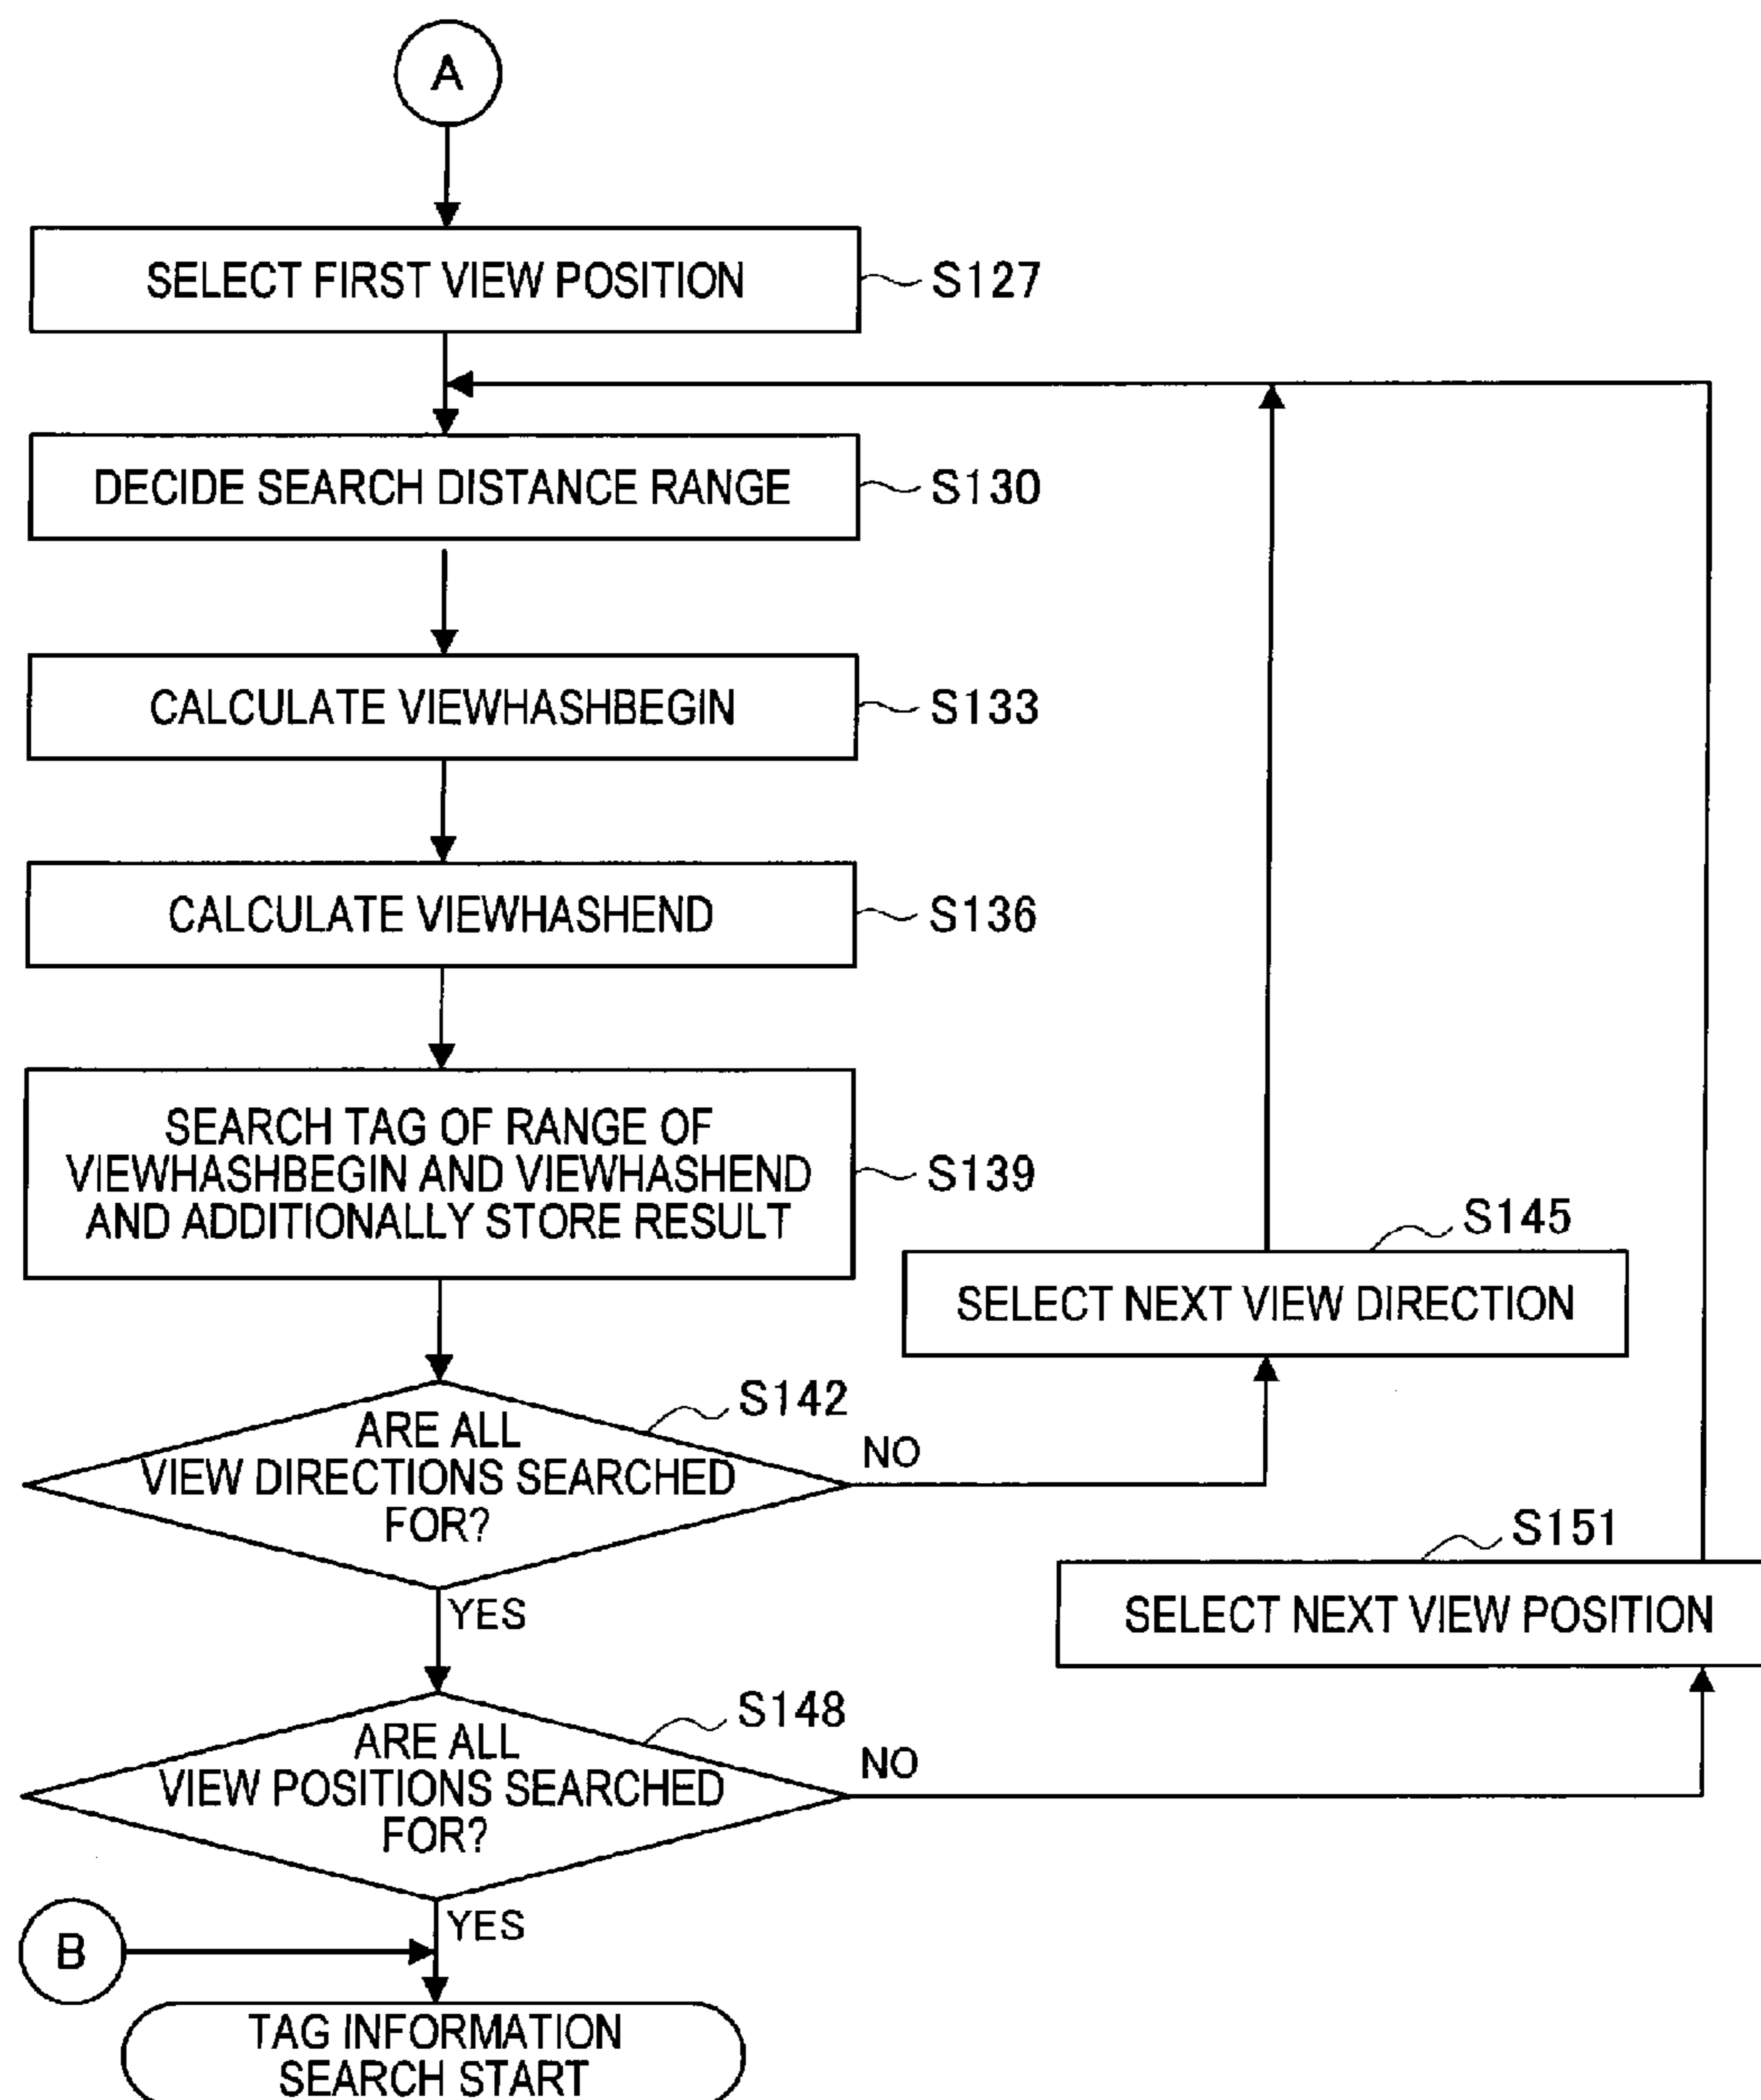 A
SELECT FIRST VIEW POSITION
S127
DECIDE SEARCH DISTANCE RANGE
S130
CALCULATE VIEWHASHBEGIN
S133
CALCULATE VIEWHASHEND
S136
SEARCH TAG OF RANGE OF
VIEWHASHBEGIN AND VIEWHASHEND
AND ADDITIONALLY STORE RESULT
S139
S145
SELECT NEXT VIEW DIRECTION
S142
ARE ALL
VIEW DIRECTIONS SEARCHED
FOR?
NO
YES
S151
SELECT NEXT VIEW POSITION
S148
ARE ALL
VIEW POSITIONS SEARCHED
FOR?
NO
YES
B
TAG INFORMATION
SEARCH START